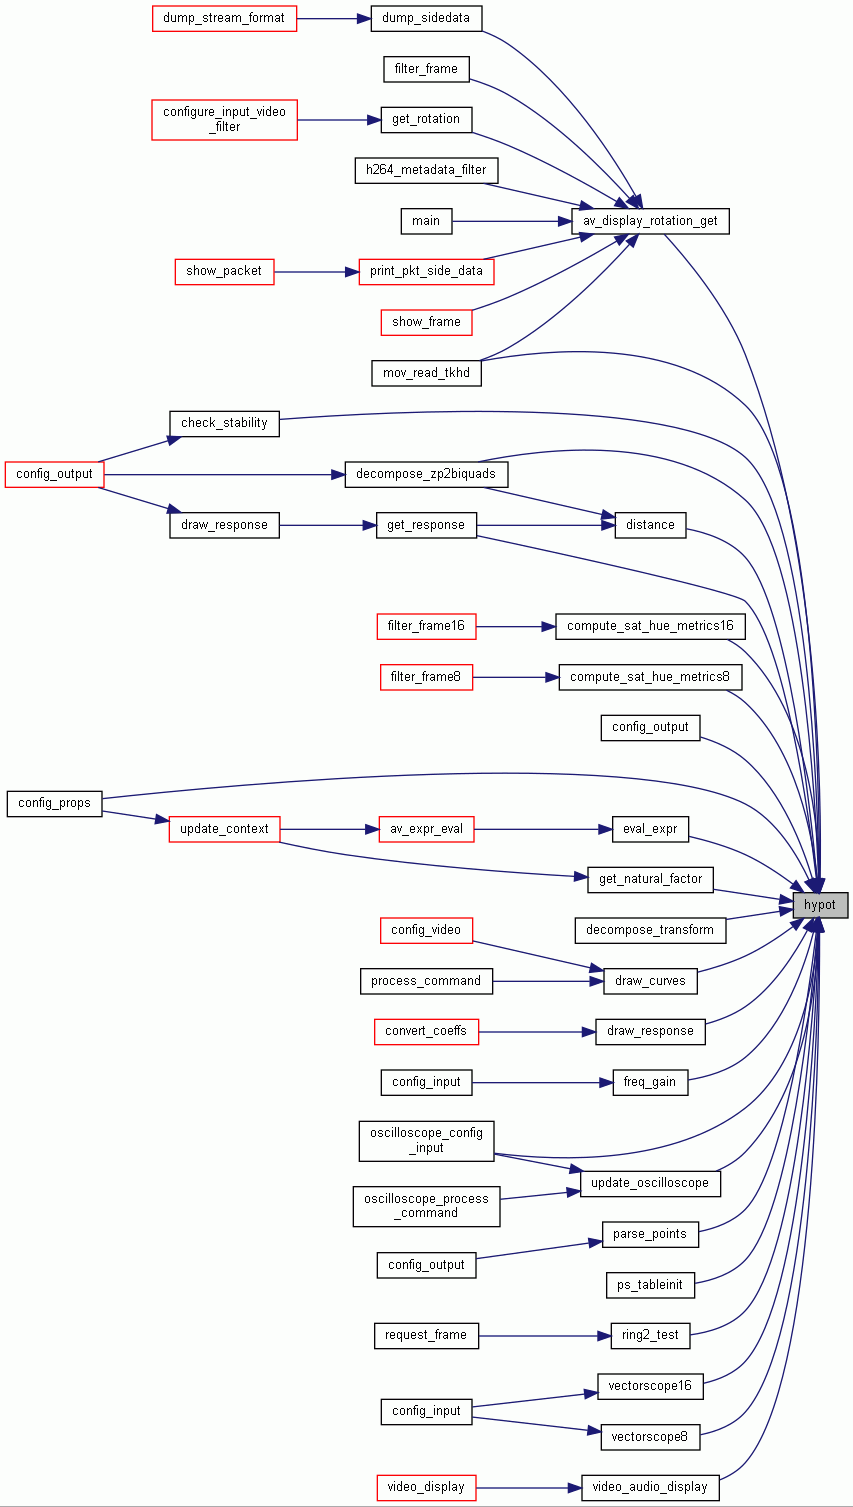 dump_stream_format
dump_sidedata
filter_frame
configure_input_video
_filter
get_rotation
h264_metadata_filter
main
av_display_rotation_get
show_packet
print_pkt_side_data
show_frame
mov_read_tkhd
check_stability
config_output
decompose_zp2biquads
draw_response
get_response
distance
filter_frame16
compute_sat_hue_metrics16
filter_frame8
compute_sat_hue_metrics8
config_output
config_props
update_context
av_expr_eval
eval_expr
get_natural_factor
hypot
decompose_transform
config_video
process_command
draw_curves
convert_coeffs
draw_response
config_input
freq_gain
oscilloscope_config
_input
update_oscilloscope
oscilloscope_process
_command
parse_points
config_output
ps_tableinit
request_frame
ring2_test
vectorscope16
config_input
vectorscope8
video_display
video_audio_display